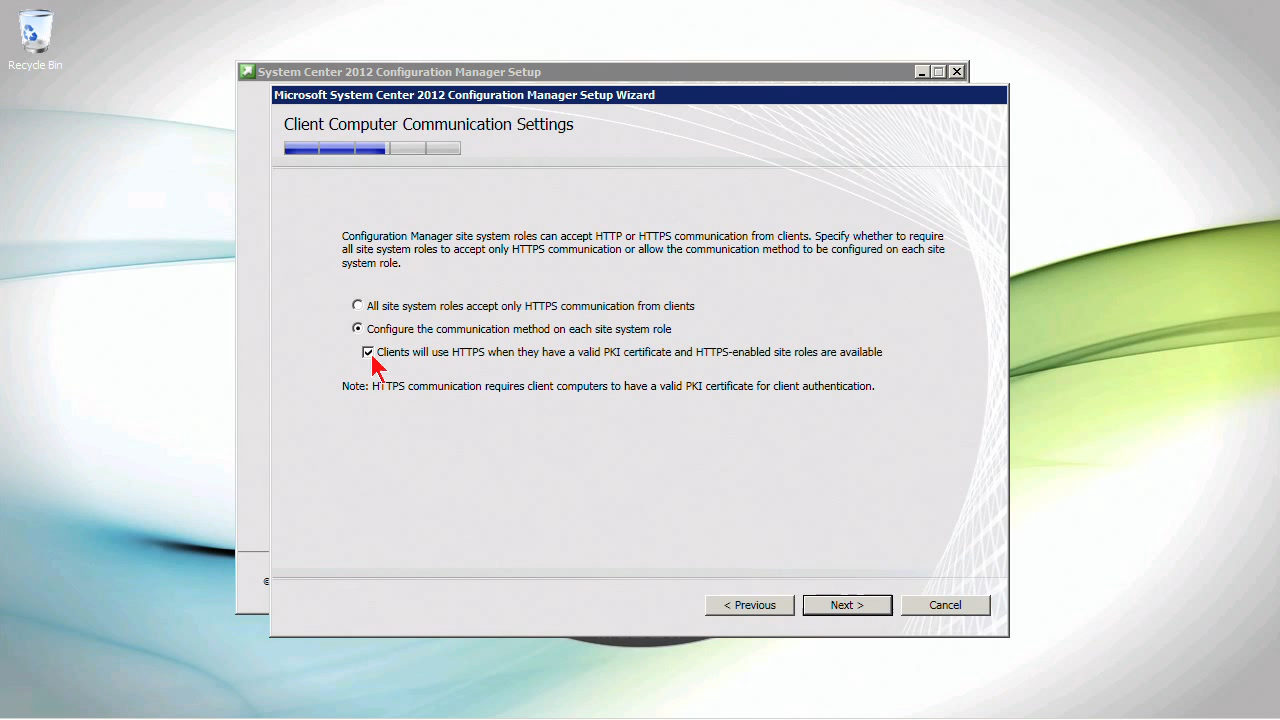 Recycle Bin
System Center 2012 Configuration Manager Setup
Microsoft System Center 2012 Configuration Manager Setup Wizard
Client Computer Communication Settings
Configuration Manager site system roles can accept HTTP or HTTPS communication from clients. Specify whether to require
all site system roles to accept only HTTPS communication or allow the communication method to be configured on each site
system role.
All site system roles accept only HTTPS communication from clients
Configure the communication method on each site system role
Clients will use HTTPS when they have a valid PKI certificate and HTTPS-enabled site roles are available
Note: HTTPS communication requires client computers to have a valid PKI certificate for client authentication.
©
< Previous
Next >
Cancel